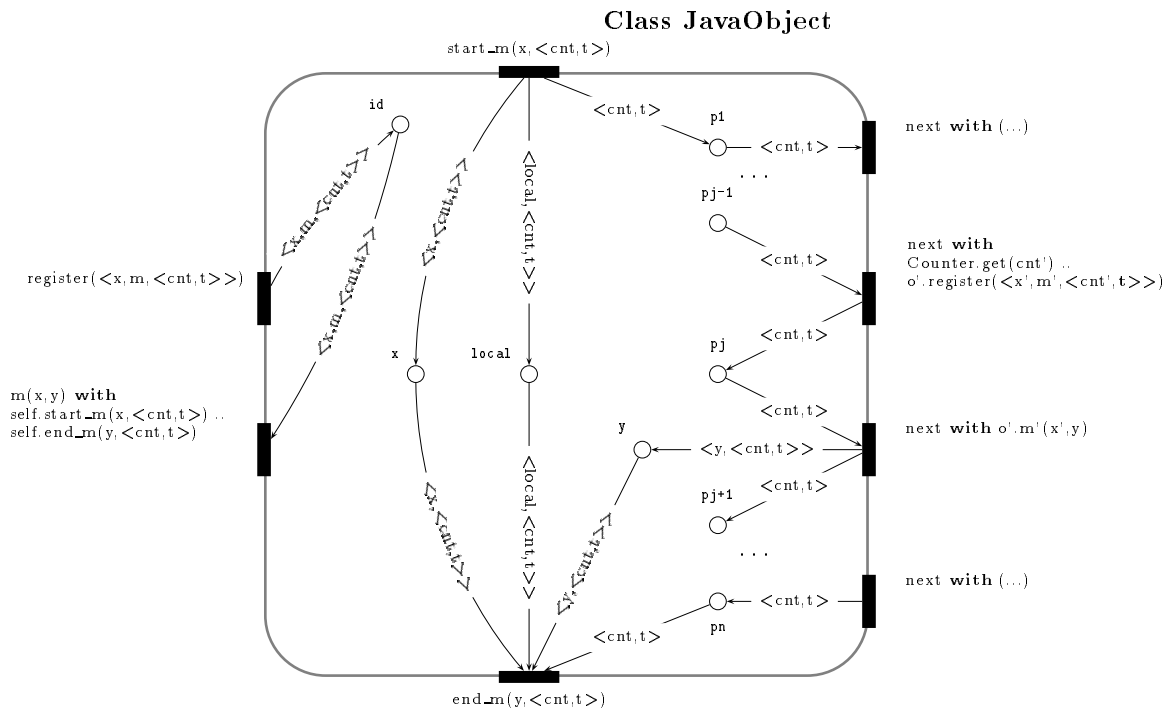 Class JavaObject
start_m(x,<cnt,t>)
id
<cnt,t>
p1
next with (...)
<cnt,t>
...
<x,m,<cnt,t>>
<x,<cnt,t>>
<local,<cnt,t>>
pj-1
register(<x,m,<cnt,t>>)
<x,m,<cnt,t>>
<cnt,t>
next with
Counter.get(cnt') ..
o'.register(<x',m',<cnt',t>>)
<cnt,t>
x
local
pj
m(x,y) with
self.start_m(x,<cnt,t>) ..
self.end_m(y,<cnt,t>)
<cnt,t>
y
<y,<cnt,t>>
next with o'.m'(x',y)
<cnt,t>
pj+1
<x,<cnt,t>>
<local,<cnt,t>>
<y,<cnt,t>>
...
next with (...)
<cnt,t>
pn
<cnt,t>
end_m(y,<cnt,t>)